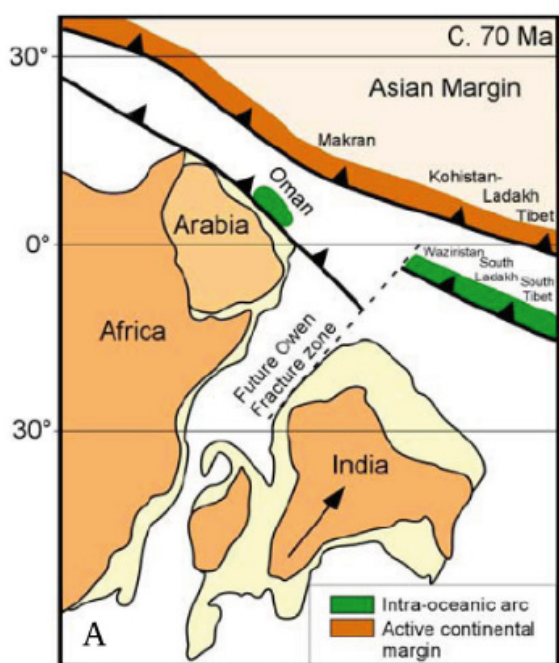 C. 70 Ma
30°
Asian Margin
Makran
Kohistan-
Ladakh
Tibet
Oman
Arabia
0°
Waziristan
South
Ladakh
South
Tibet
Africa
Future Owen
Fracture zone
30°
India
A
Intra-oceanic arc
Active continental
margin